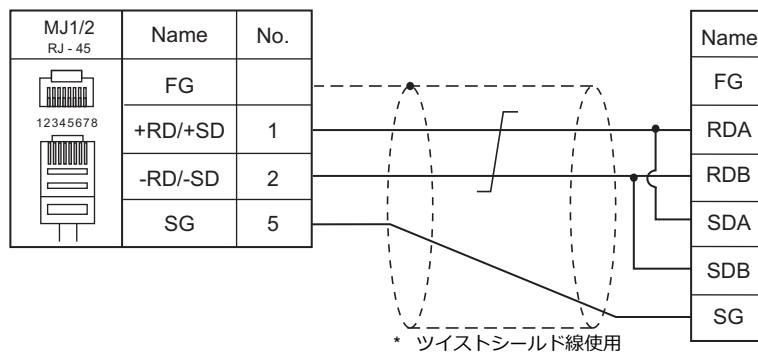 MJ1/2 Name No.
RJ - 45
FG
12345678
+RD/+SD 1
-RD/-SD 2
SG 5
Name
FG
RDA
RDB
SDA
SDB
SG
* ツイストシールド線使用